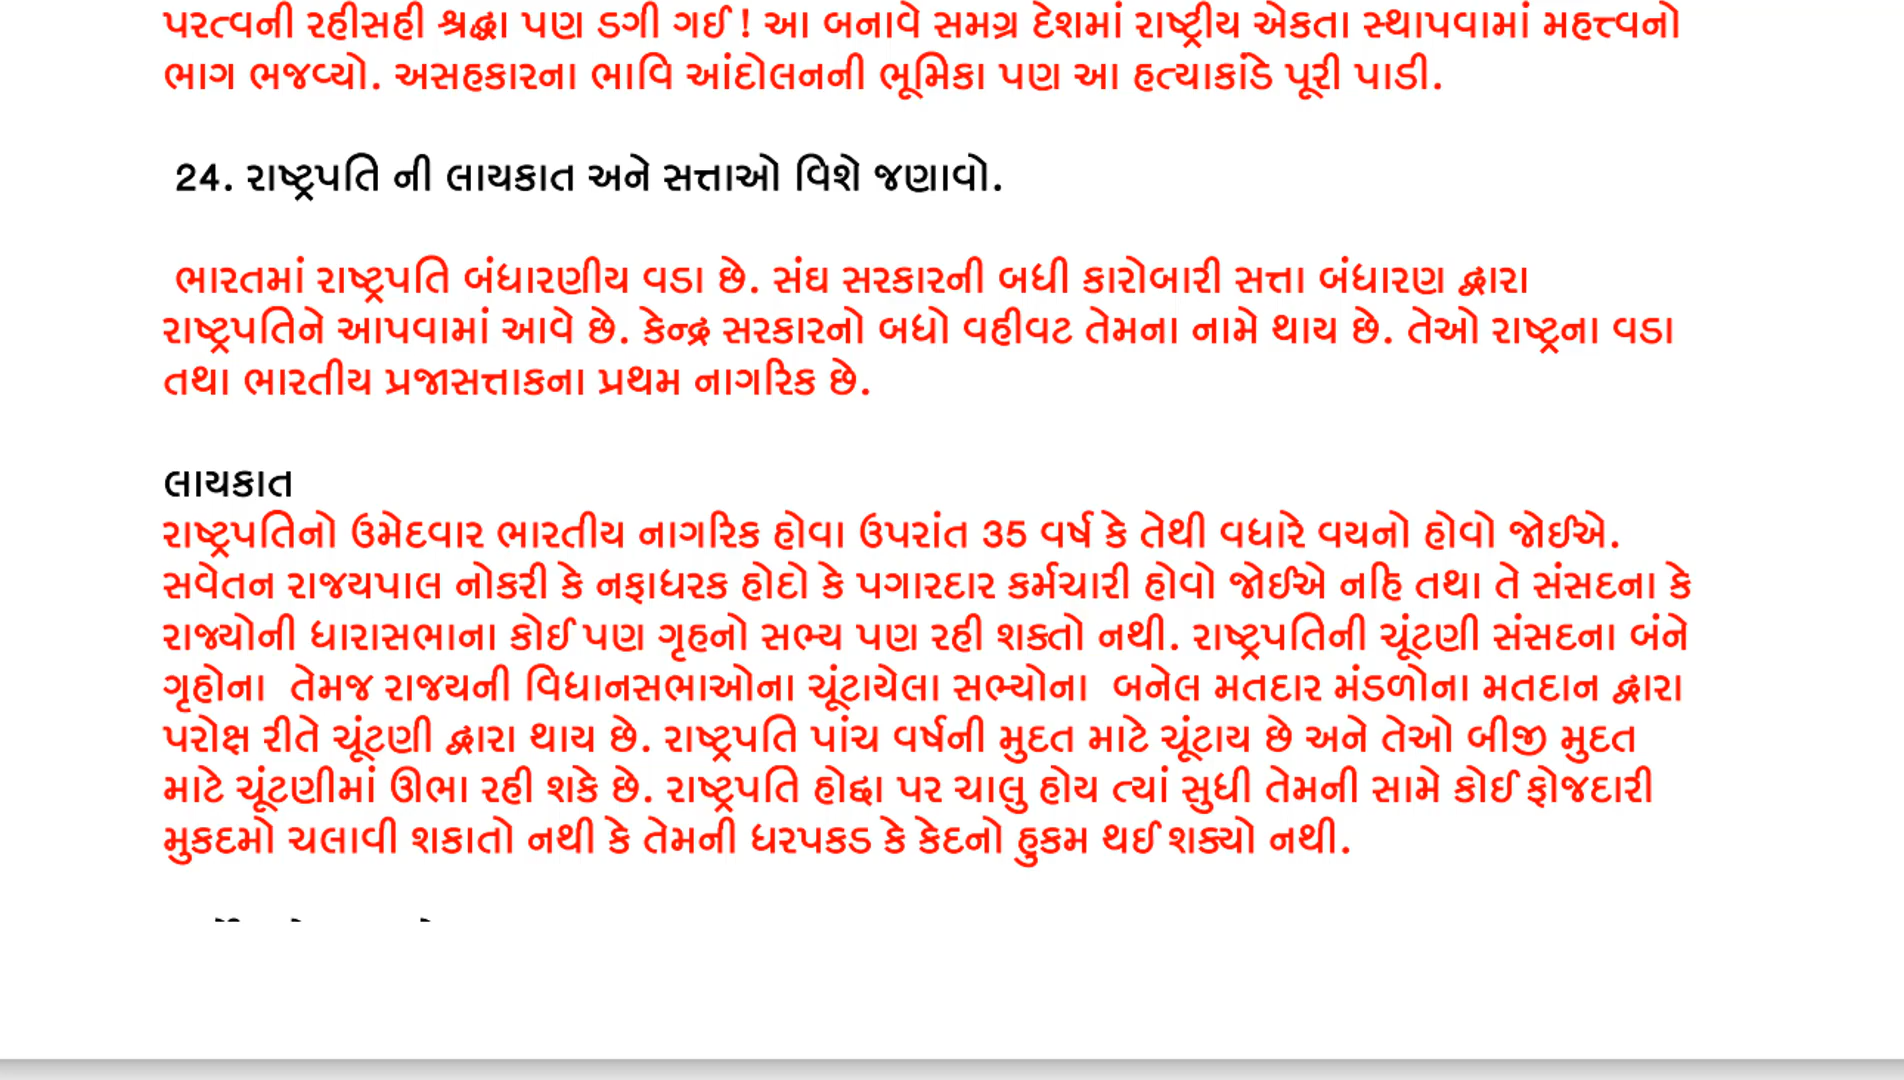 પરત્વની રહીસહી શ્રદ્ધા પણ ડગી ગઈ ! આ બનાવે સમગ્ર દેશમાં રાષ્ટ્રીય એકતા સ્થાપવામાં મહત્ત્વનો
ભાગ ભજવ્યો. અસહકારના ભાવિ આંદોલનની ભૂમિકા પણ આ હત્યાકાંડે પૂરી પાડી.
24. રાષ્ટ્રપતિ ની લાયકાત અને સત્તાઓ વિશે જણાવો.
ભારતમાં રાષ્ટ્રપતિ બંધારણીય વડા છે. સંઘ સરકારની બધી કારોબારી સત્તા બંધારણ દ્વારા
રાષ્ટ્રપતિને આપવામાં આવે છે. કેન્દ્ર સરકારનો બધો વહીવટ તેમના નામે થાય છે. તેઓ રાષ્ટ્રના વડા
તથા ભારતીય પ્રજાસત્તાકના પ્રથમ નાગરિક છે.
લાયકાત
રાષ્ટ્રપતિનો ઉમેદવાર ભારતીય નાગરિક હોવા ઉપરાંત 35 વર્ષ કે તેથી વધારે વયનો હોવો જોઈએ.
સવેતન રાજયપાલ નોકરી કે નફાધરક હોદો કે પગારદાર કર્મચારી હોવો જોઈએ નહિ તથા તે સંસદના કે
રાજ્યોની ધારાસભાના કોઈ પણ ગૃહનો સભ્ય પણ રહી શક્તો નથી. રાષ્ટ્રપતિની ચૂંટણી સંસદના બંને
ગૃહોના તેમજ રાજયની વિધાનસભાઓના ચૂંટાયેલા સભ્યોના બનેલ મતદાર મંડળોના મતદાન દ્વારા
પરોક્ષ રીતે ચૂંટણી દ્વારા થાય છે. રાષ્ટ્રપતિ પાંચ વર્ષની મુદત માટે ચૂંટાય છે અને તેઓ બીજી મુદત
માટે ચૂંટણીમાં ઊભા રહી શકે છે. રાષ્ટ્રપતિ હોદ્દા પર ચાલુ હોય ત્યાં સુધી તેમની સામે કોઈ ફોજદારી
મુકદમો ચલાવી શકાતો નથી કે તેમની ધરપકડ કે કેદનો હુકમ થઈ શક્યો નથી.